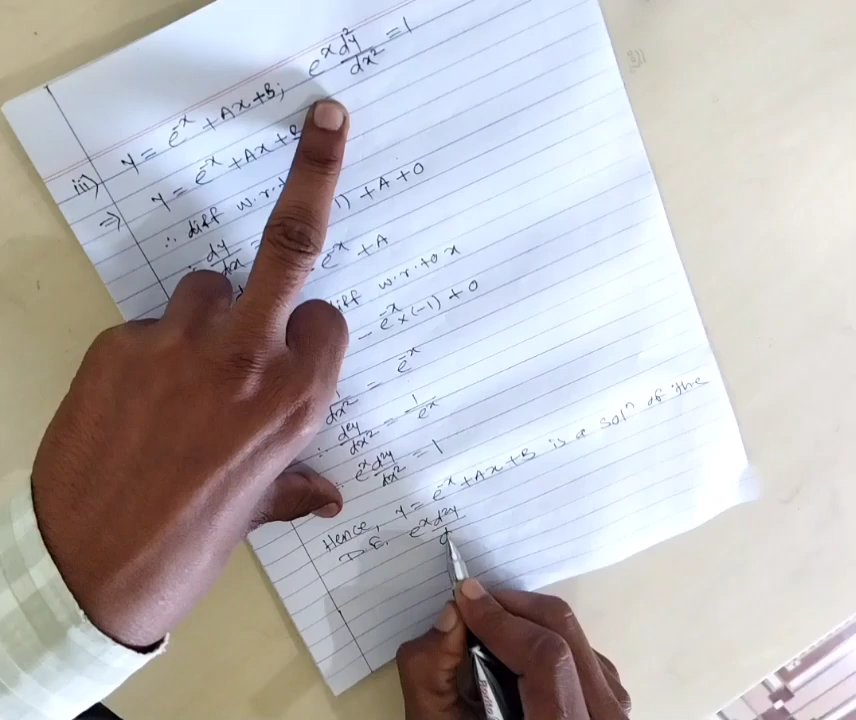 iii) y = e^-x + Ax + B; e^x d²y/dx² = 1
⇒ y = e^-x + Ax + B
∴ diff w.r.t
∴ dy/dx = 1) + A + 0
e^-x + A
diff w.r.to x
- e^-x × (-1) + 0
dx² = e^-x
∴ d²y/dx² = 1/e^x
∴ e^x d²y/dx² = 1
Hence, y = e^-x + Ax + B is a solⁿ of the
D.E. e^x d²y/d